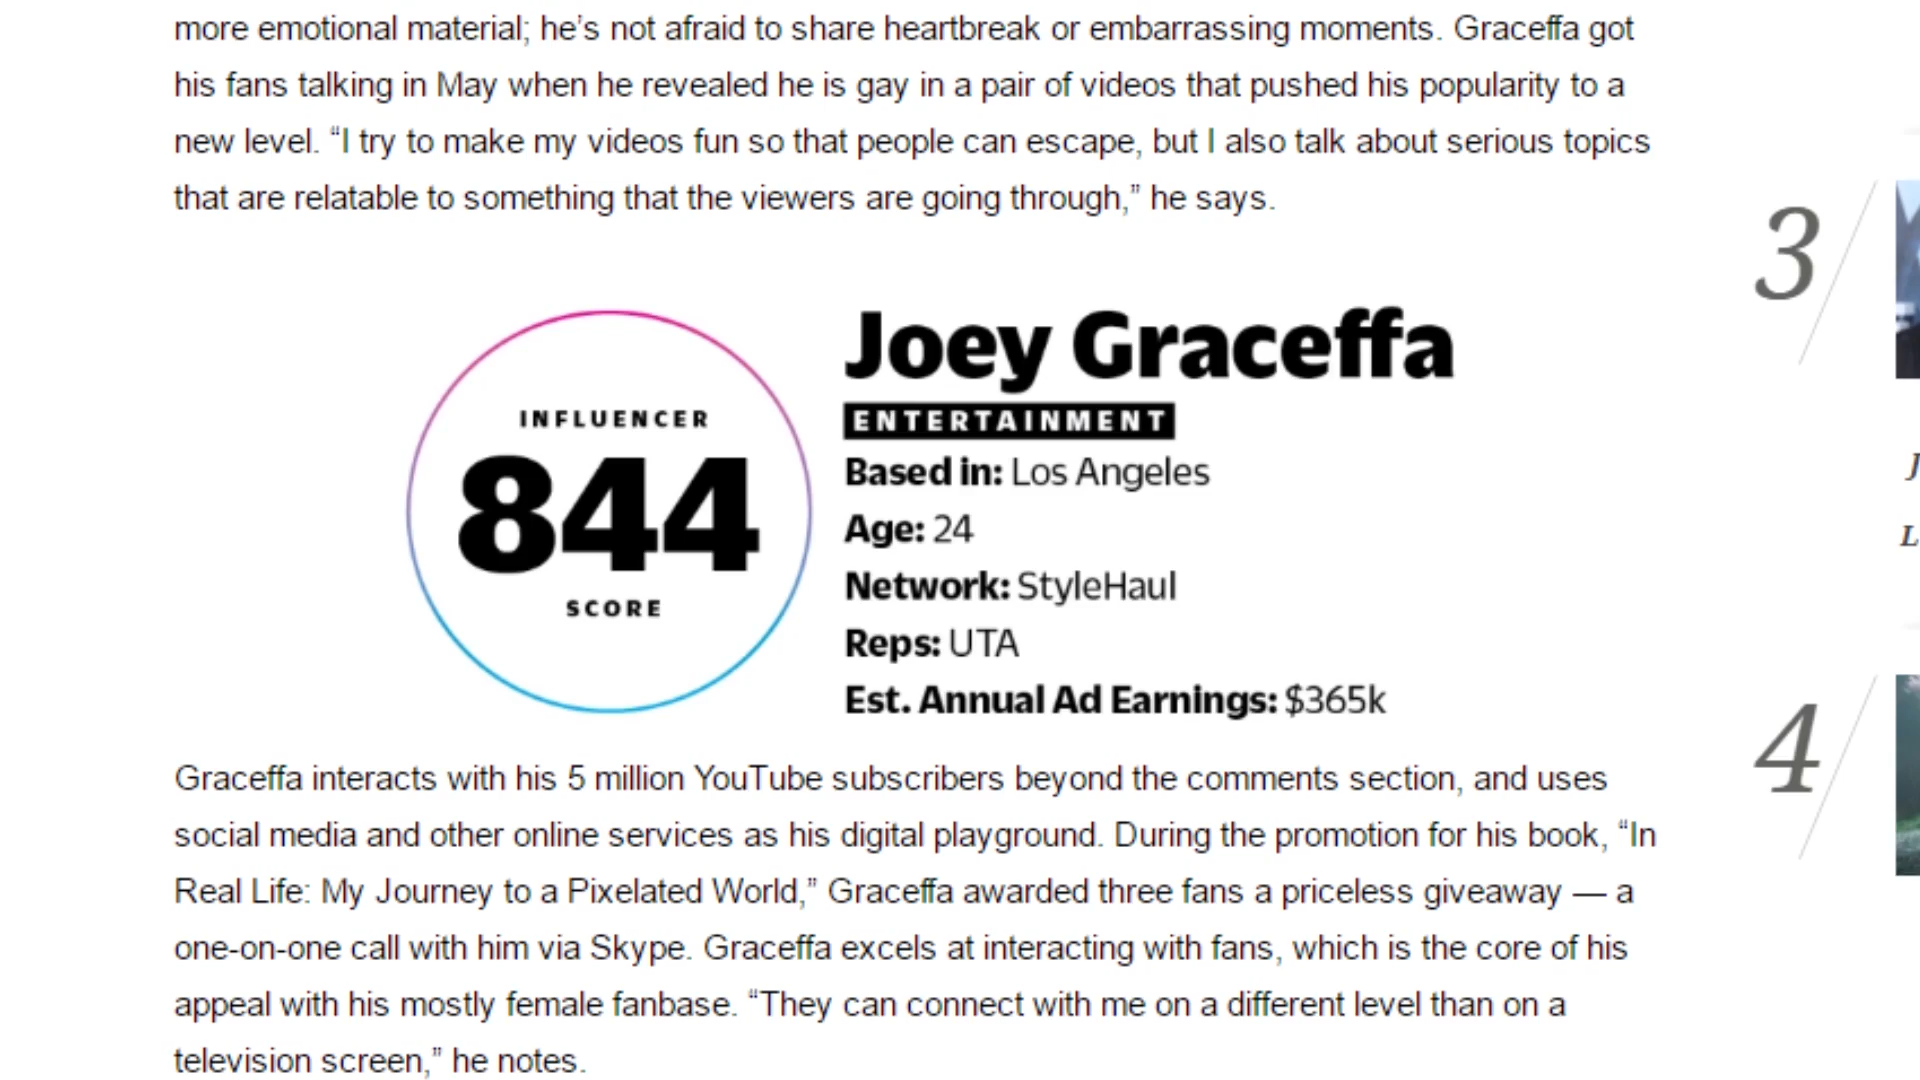 more emotional material; he’s not afraid to share heartbreak or embarrassing moments. Graceffa got
his fans talking in May when he revealed he is gay in a pair of videos that pushed his popularity to a
new level. “I try to make my videos fun so that people can escape, but I also talk about serious topics
that are relatable to something that the viewers are going through,” he says.
INFLUENCER
844
SCORE
Joey Graceffa
ENTERTAINMENT
Based in: Los Angeles
Age: 24
Network: StyleHaul
Reps: UTA
Est. Annual Ad Earnings: $365k
Graceffa interacts with his 5 million YouTube subscribers beyond the comments section, and uses
social media and other online services as his digital playground. During the promotion for his book, “In
Real Life: My Journey to a Pixelated World,” Graceffa awarded three fans a priceless giveaway — a
one-on-one call with him via Skype. Graceffa excels at interacting with fans, which is the core of his
appeal with his mostly female fanbase. “They can connect with me on a different level than on a
television screen,” he notes.
3
J
L
4